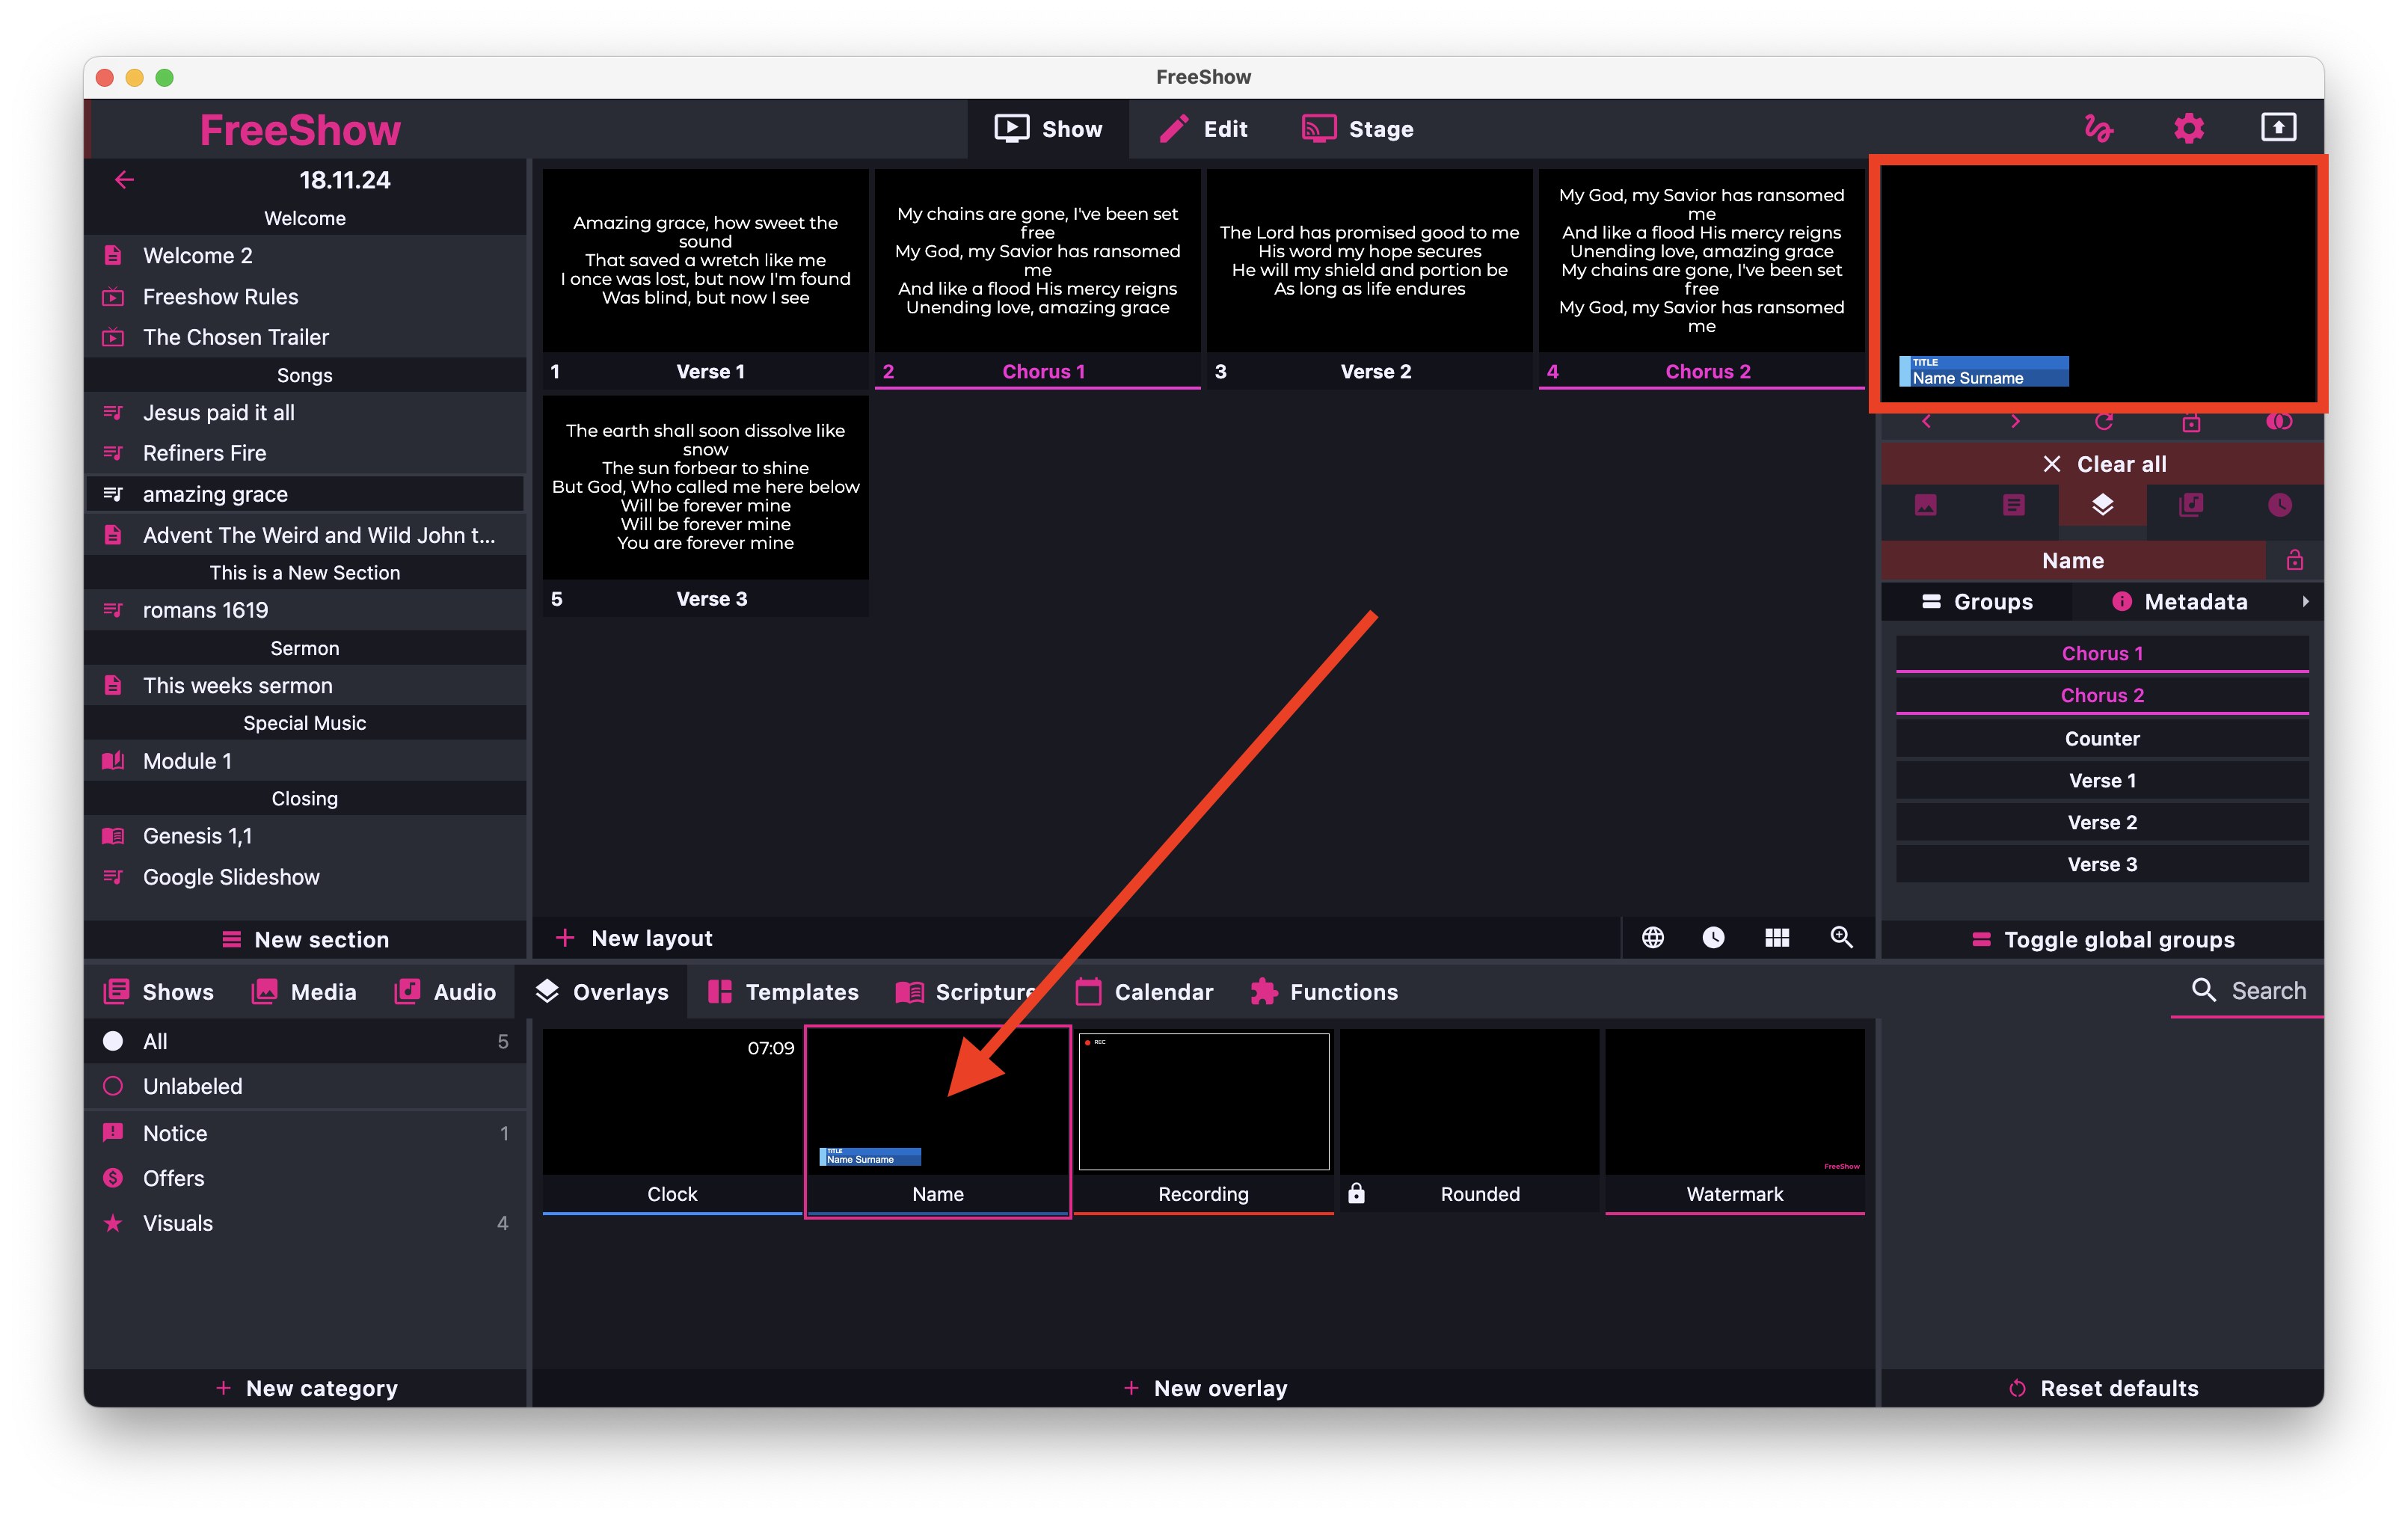 FreeShow
FreeShow
Show
Edit
Stage
18.11.24
Welcome
Welcome 2
Freeshow Rules
The Chosen Trailer
Songs
Jesus paid it all
Refiners Fire
amazing grace
Advent The Weird and Wild John t...
This is a New Section
romans 1619
Sermon
This weeks sermon
Special Music
Module 1
Closing
Genesis 1,1
Google Slideshow
New section
Amazing grace, how sweet the
sound
That saved a wretch like me
I once was lost, but now I'm found
Was blind, but now I see
1 Verse 1
My chains are gone, I've been set
free
My God, my Savior has ransomed
me
And like a flood His mercy reigns
Unending love, amazing grace
2 Chorus 1
The Lord has promised good to me
His word my hope secures
He will my shield and portion be
As long as life endures
3 Verse 2
My God, my Savior has ransomed
me
And like a flood His mercy reigns
Unending love, amazing grace
My chains are gone, I've been set
free
My God, my Savior has ransomed
me
4 Chorus 2
The earth shall soon dissolve like
snow
The sun forbear to shine
But God, Who called me here below
Will be forever mine
Will be forever mine
You are forever mine
5 Verse 3
New layout
TITLE
Name Surname
Clear all
Name
Groups
Metadata
Chorus 1
Chorus 2
Counter
Verse 1
Verse 2
Verse 3
Toggle global groups
Shows
Media
Audio
Overlays
Templates
Scripture
Calendar
Functions
Search
All 5
Unlabeled
Notice 1
Offers
Visuals 4
New category
07:09
Clock
TITLE
Name Surname
Name
REC
Recording
Rounded
FreeShow
Watermark
New overlay
Reset defaults